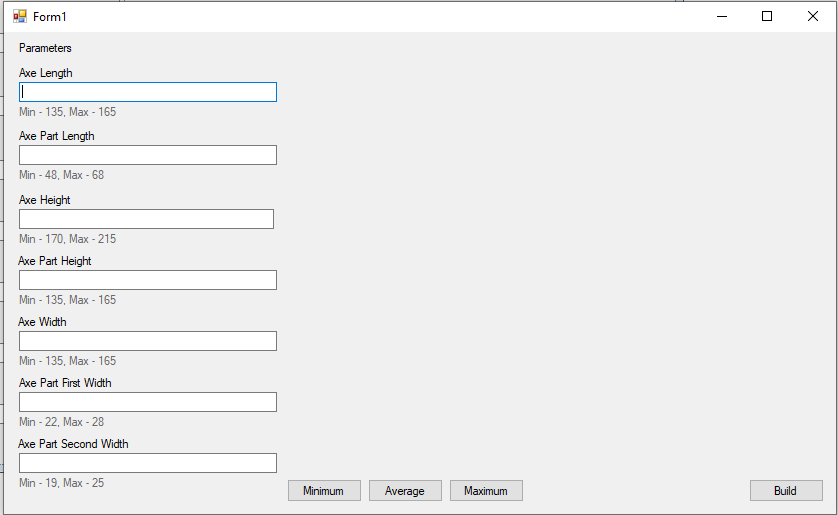 Form1
Parameters
Axe Length
Min - 135, Max - 165
Axe Part Length
Min - 48, Max - 68
Axe Height
Min - 170, Max - 215
Axe Part Height
Min - 135, Max - 165
Axe Width
Min - 135, Max - 165
Axe Part First Width
Min - 22, Max - 28
Axe Part Second Width
Min - 19, Max - 25
Minimum Average Maximum Build